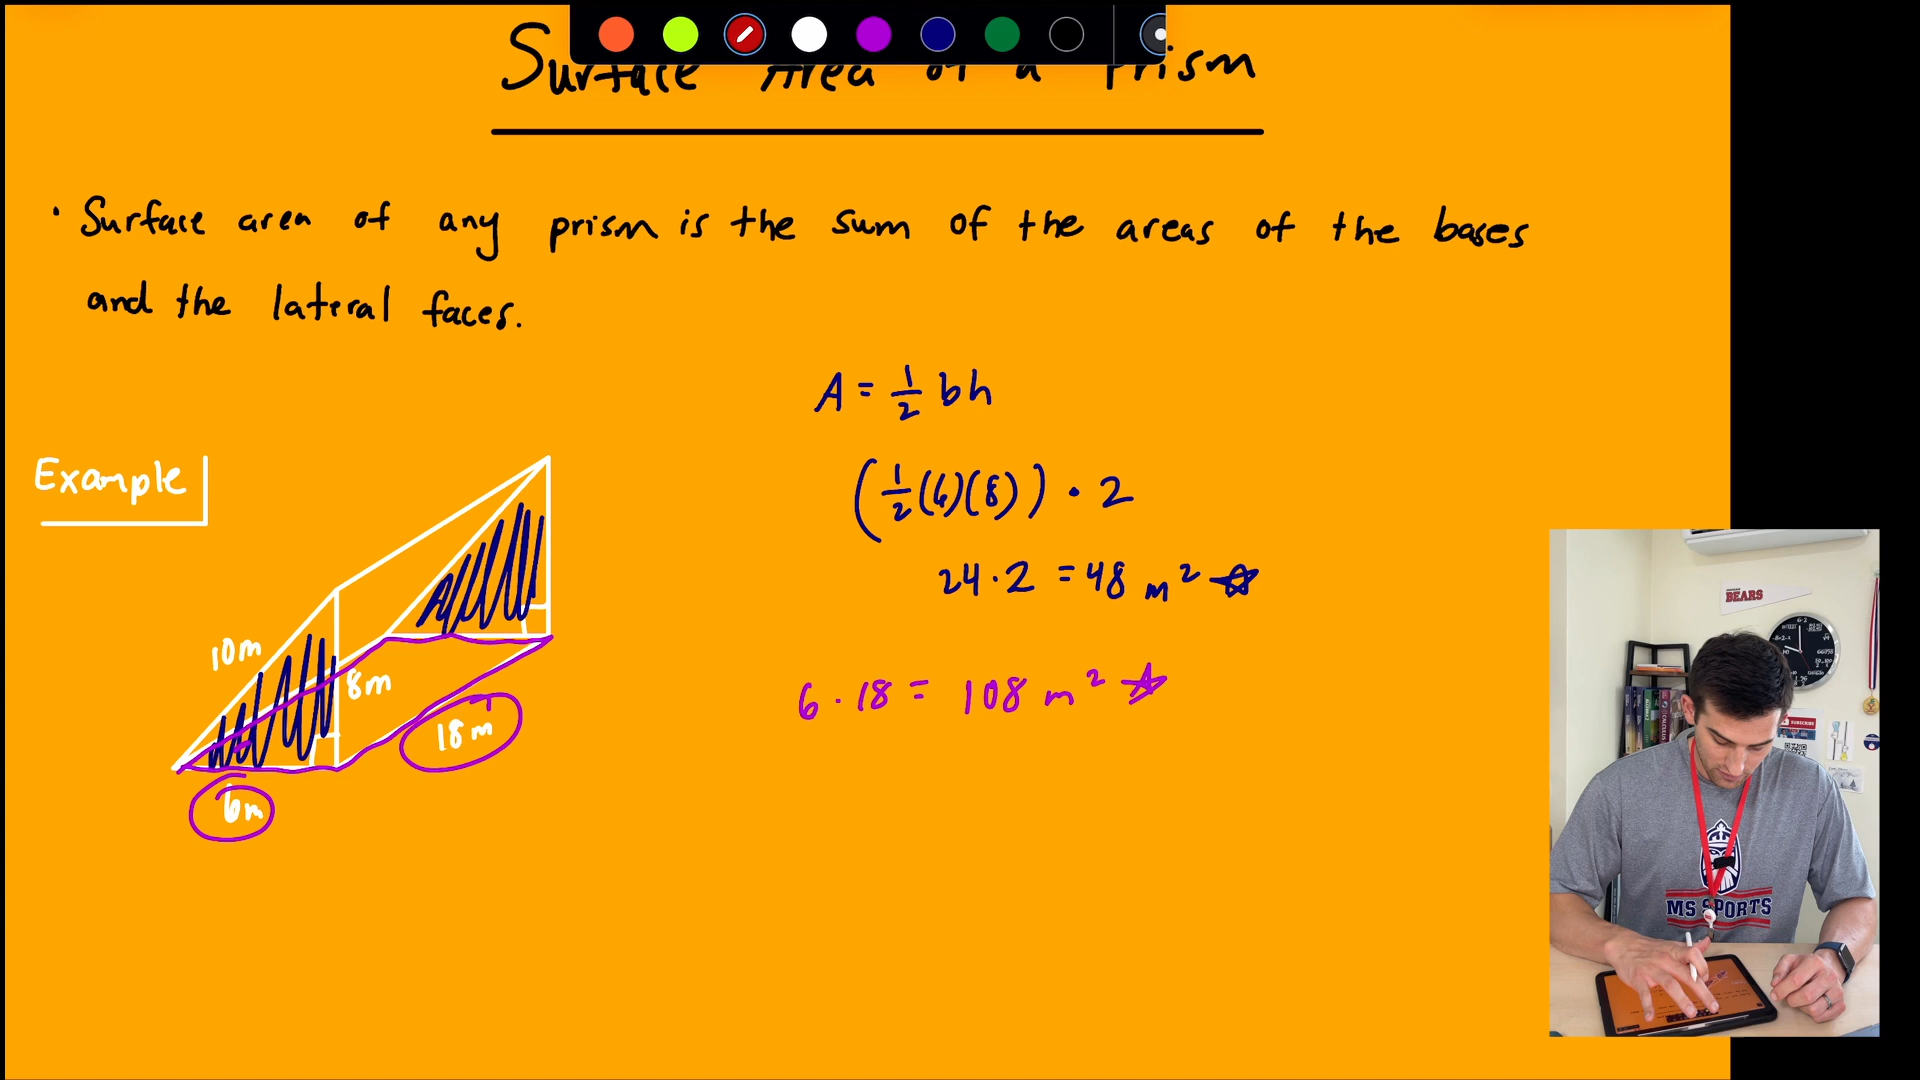 Surface Area of a Prism
· Surface area of any prism is the sum of the areas of the bases
and the lateral faces.
A = 1/2 bh
Example
(1/2(6)(8)) · 2
24 · 2 = 48 m²
10m
8m
6 · 18 = 108 m²
18m
6m
BEARS
SUBSCRIBE
CALCULUS
MS SPORTS